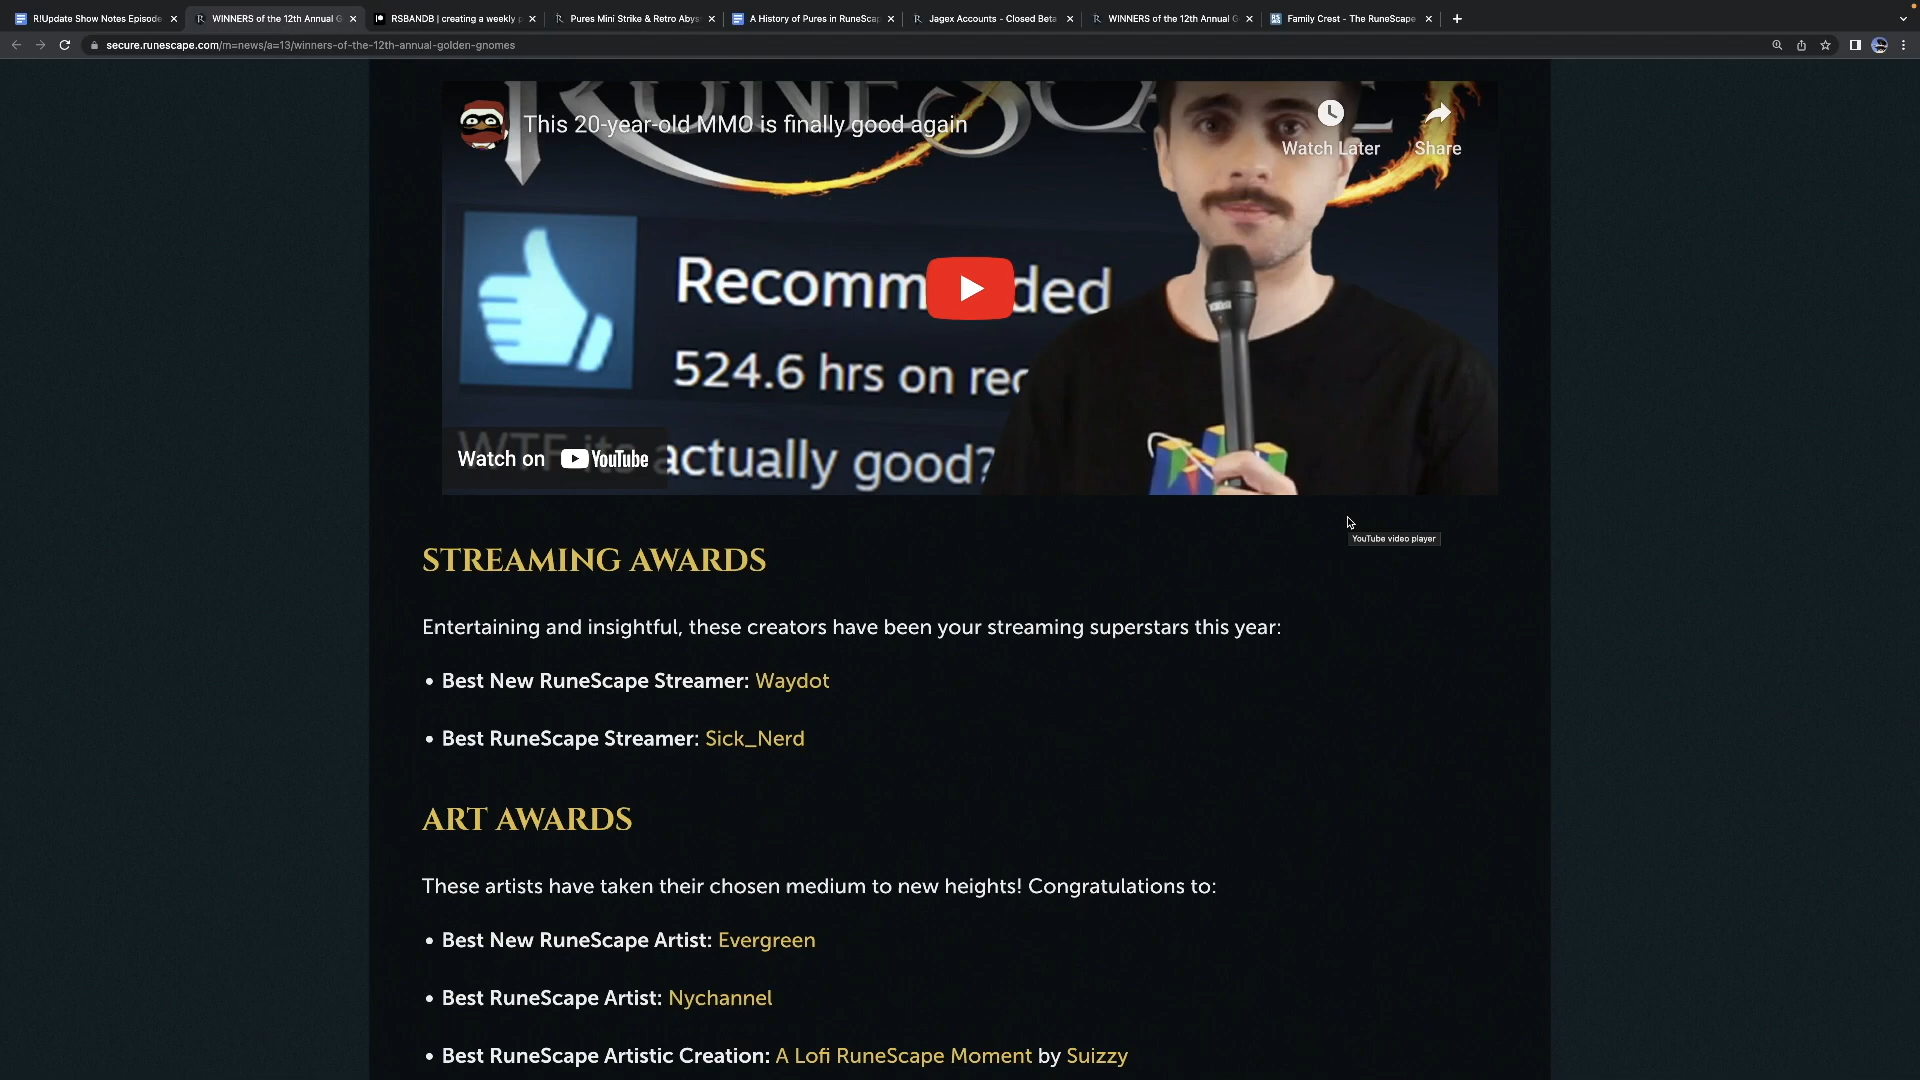 R!Update Show Notes Episode
WINNERS of the 12th Annual G
RSBANDB | creating a weekly p
Pures Mini Strike & Retro Abys
A History of Pures in RuneScap
Jagex Accounts - Closed Beta
WINNERS of the 12th Annual G
Family Crest - The RuneScape
secure.runescape.com/m=news/a=13/winners-of-the-12th-annual-golden-gnomes
RUNESCAPE
This 20-year-old MMO is finally good again
Watch Later
Share
Recommended
524.6 hrs on rec
WTF its actually good?
Watch on YouTube
YouTube video player
STREAMING AWARDS
Entertaining and insightful, these creators have been your streaming superstars this year:
• Best New RuneScape Streamer: Waydot
• Best RuneScape Streamer: Sick_Nerd
ART AWARDS
These artists have taken their chosen medium to new heights! Congratulations to:
• Best New RuneScape Artist: Evergreen
• Best RuneScape Artist: Nychannel
• Best RuneScape Artistic Creation: A Lofi RuneScape Moment by Suizzy